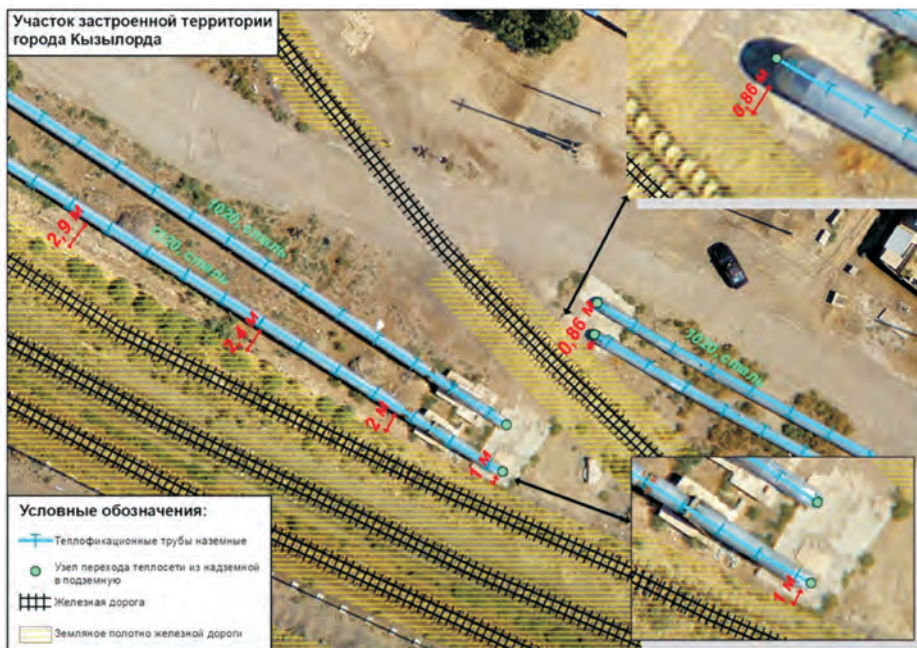 Участок застроенной территории
города Кызылорда
0,86 м
1020, сталь
2,9 м
1220, сталь
2,4 м
0,86 м
1020, сталь
2 м
1 м
1 м
Условные обозначения:
Теплофикационные трубы наземные
Узел перехода теплосети из надземной
в подземную
Железная дорога
Земляное полотно железной дороги